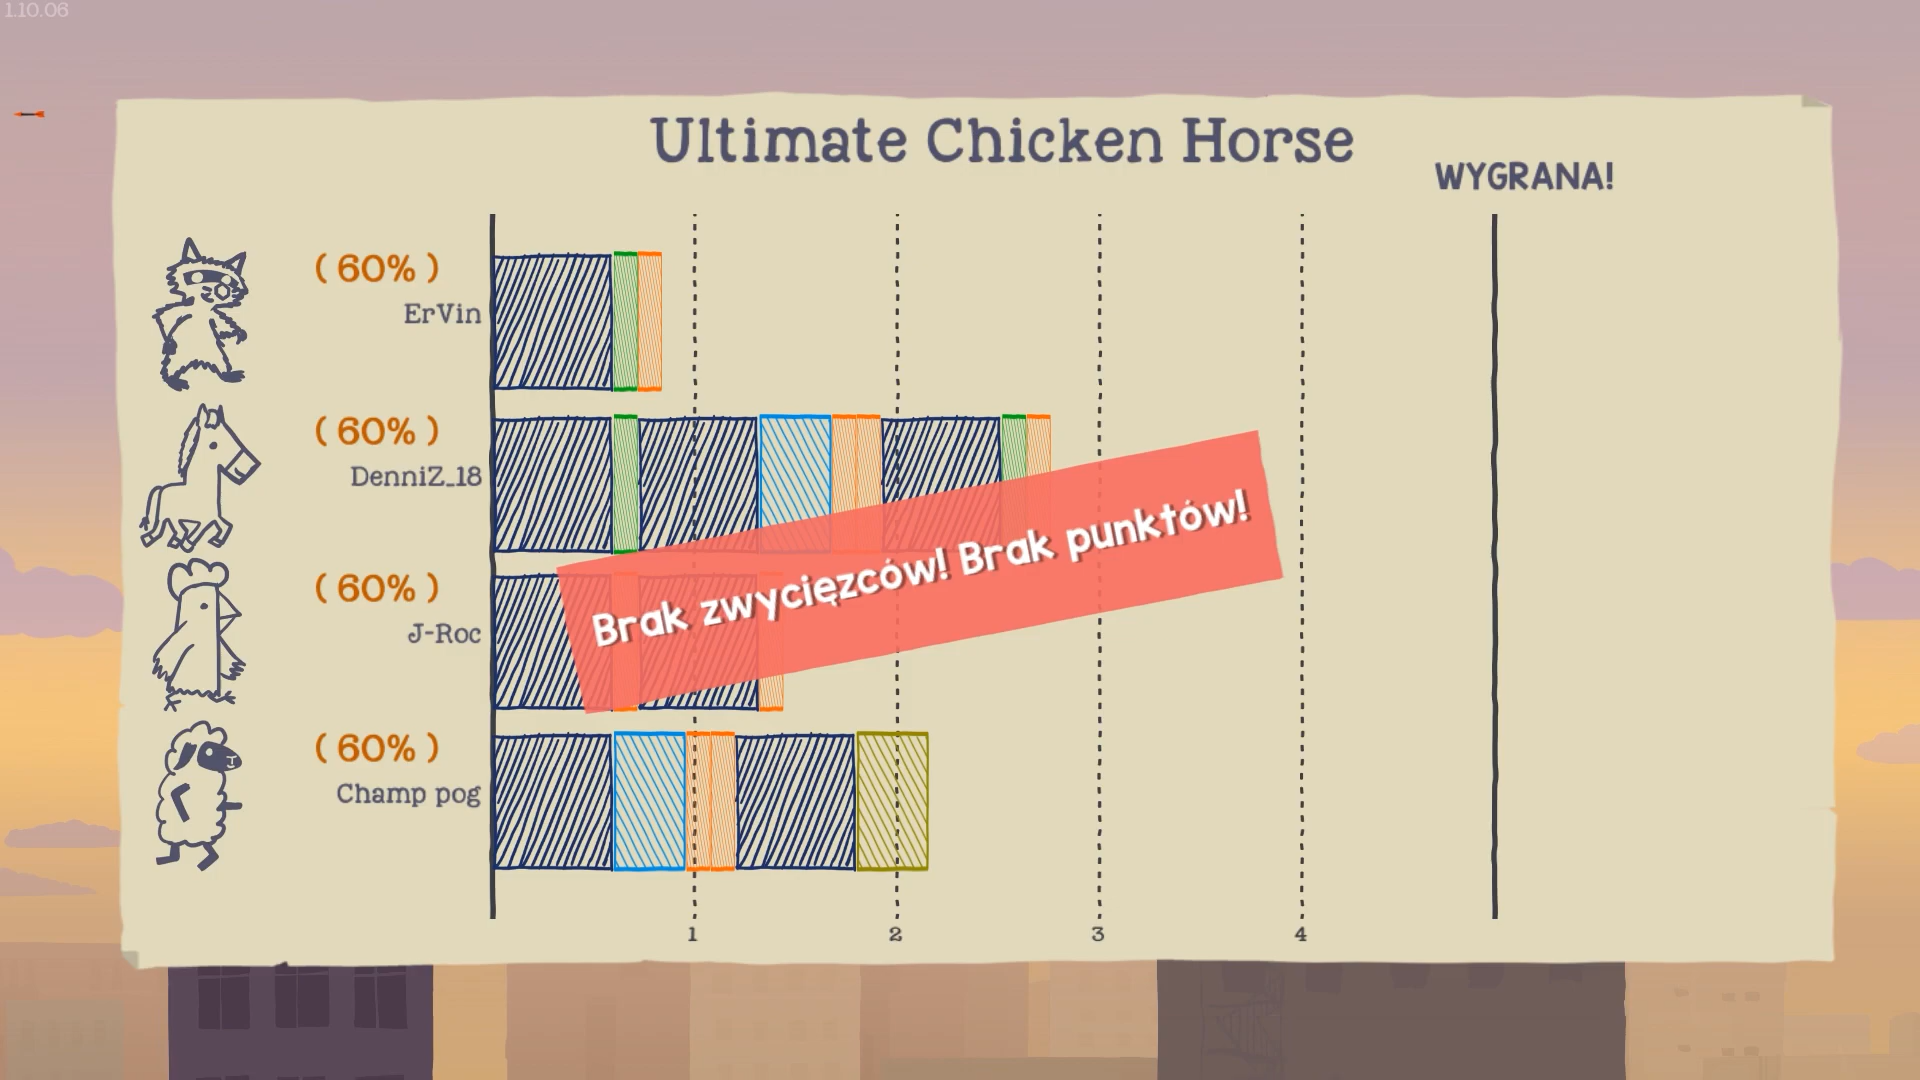 1.10.06
Ultimate Chicken Horse
WYGRANA!
( 60% )
ErVin
( 60% )
DenniZ_18
( 60% )
J-Roc
( 60% )
Champ pog
Brak zwycięzców! Brak punktów!
1 2 3 4